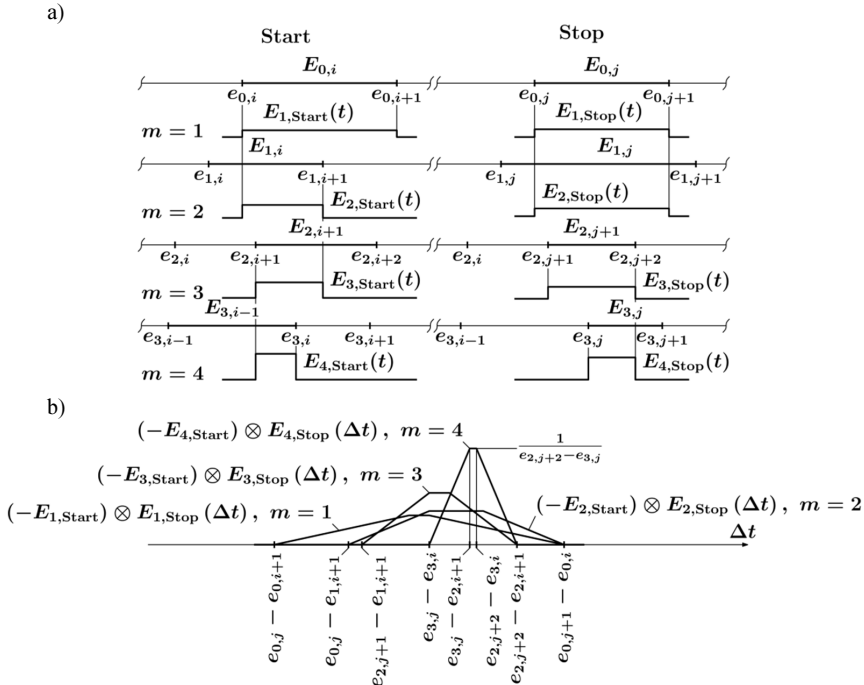 a)
Start Stop
E_{0,i} E_{0,j}
e_{0,i} e_{0,i+1} e_{0,j} e_{0,j+1}
m = 1 E_{1,Start}(t) E_{1,Stop}(t)
E_{1,i} E_{1,j}
e_{1,i} e_{1,i+1} e_{1,j} e_{1,j+1}
m = 2 E_{2,Start}(t) E_{2,Stop}(t)
E_{2,i+1} E_{2,j+1}
e_{2,i} e_{2,i+1} e_{2,i+2} e_{2,i} e_{2,j+1} e_{2,j+2}
m = 3 E_{3,Start}(t) E_{3,Stop}(t)
E_{3,i−1} E_{3,j}
e_{3,i−1} e_{3,i} e_{3,i+1} e_{3,i−1} e_{3,j} e_{3,j+1}
m = 4 E_{4,Start}(t) E_{4,Stop}(t)
b)
(−E_{4,Start}) ⊗ E_{4,Stop} (Δt) , m = 4
1/(e_{2,j+2}−e_{3,j})
(−E_{3,Start}) ⊗ E_{3,Stop} (Δt) , m = 3
(−E_{1,Start}) ⊗ E_{1,Stop} (Δt) , m = 1
(−E_{2,Start}) ⊗ E_{2,Stop} (Δt) , m = 2
Δt
e_{0,j} − e_{0,i+1}
e_{0,j} − e_{1,i+1}
e_{2,j+1} − e_{1,i+1}
e_{3,j} − e_{3,i}
e_{3,j} − e_{2,i+1}
e_{2,j+2} − e_{3,i}
e_{2,j+2} − e_{2,i+1}
e_{0,j+1} − e_{0,i}